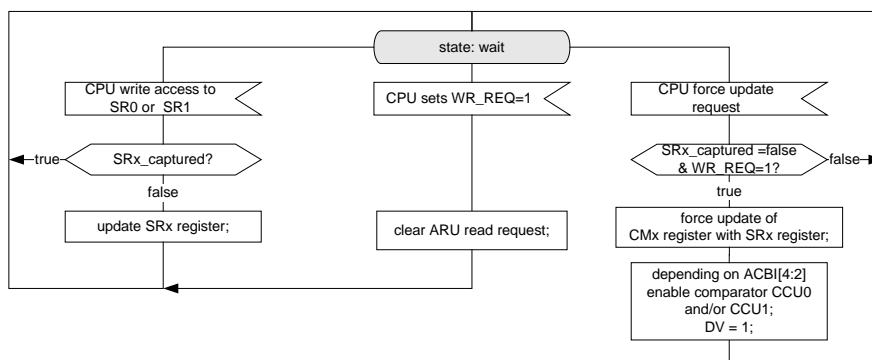 state: wait
CPU write access to
SR0 or SR1
CPU sets WR_REQ=1
CPU force update
request
true
SRx_captured?
SRx_captured =false
& WR_REQ=1?
false
false
true
update SRx register;
clear ARU read request;
force update of
CMx register with SRx register;
depending on ACBI[4:2]
enable comparator CCU0
and/or CCU1;
DV = 1;